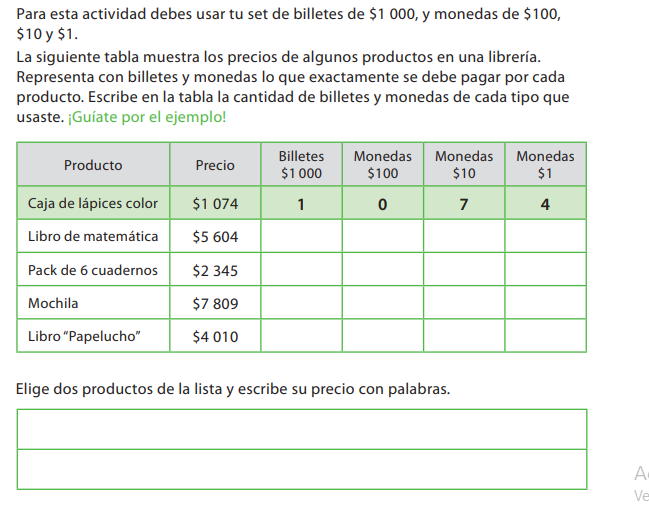 Para esta actividad debes usar tu set de billetes de $1 000, y monedas de $100,
$10 y $1.
La siguiente tabla muestra los precios de algunos productos en una librería.
Representa con billetes y monedas lo que exactamente se debe pagar por cada
producto. Escribe en la tabla la cantidad de billetes y monedas de cada tipo que
usaste. ¡Guíate por el ejemplo!
Producto Precio Billetes $1 000 Monedas $100 Monedas $10 Monedas $1
Caja de lápices color $1 074 1 0 7 4
Libro de matemática $5 604
Pack de 6 cuadernos $2 345
Mochila $7 809
Libro “Papelucho” $4 010
Elige dos productos de la lista y escribe su precio con palabras.